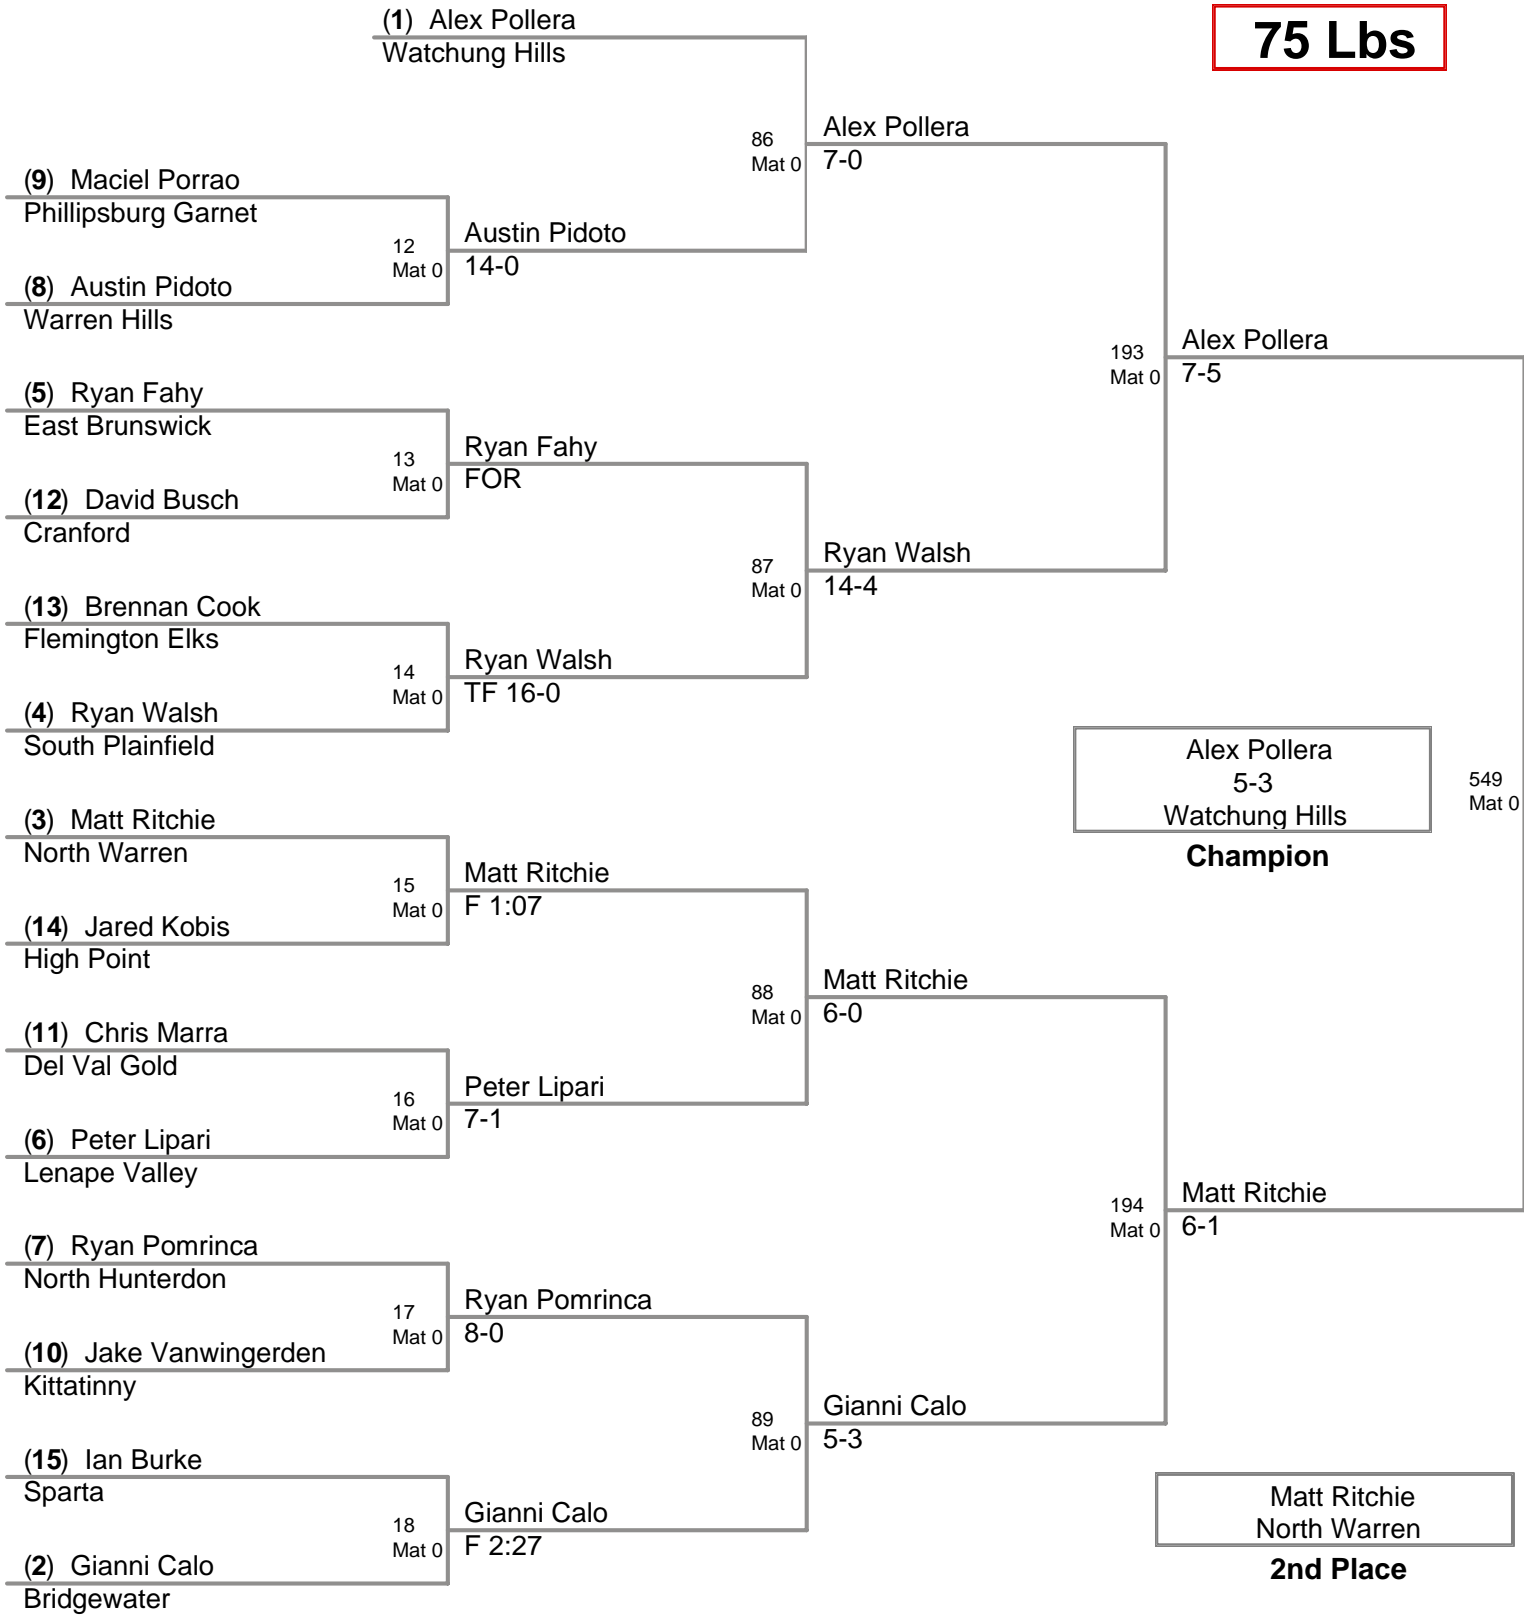 (1) Alex Pollera
Watchung Hills
75 Lbs
86
Mat 0
Alex Pollera
7-0
(9) Maciel Porrao
Phillipsburg Garnet
12
Mat 0
Austin Pidoto
14-0
(8) Austin Pidoto
Warren Hills
193
Mat 0
Alex Pollera
7-5
(5) Ryan Fahy
East Brunswick
13
Mat 0
Ryan Fahy
FOR
(12) David Busch
Cranford
87
Mat 0
Ryan Walsh
14-4
(13) Brennan Cook
Flemington Elks
14
Mat 0
Ryan Walsh
TF 16-0
(4) Ryan Walsh
South Plainfield
Alex Pollera
5-3
Watchung Hills
Champion
549
Mat 0
(3) Matt Ritchie
North Warren
15
Mat 0
Matt Ritchie
F 1:07
(14) Jared Kobis
High Point
88
Mat 0
Matt Ritchie
6-0
(11) Chris Marra
Del Val Gold
16
Mat 0
Peter Lipari
7-1
(6) Peter Lipari
Lenape Valley
194
Mat 0
Matt Ritchie
6-1
(7) Ryan Pomrinca
North Hunterdon
17
Mat 0
Ryan Pomrinca
8-0
(10) Jake Vanwingerden
Kittatinny
89
Mat 0
Gianni Calo
5-3
(15) Ian Burke
Sparta
18
Mat 0
Gianni Calo
F 2:27
(2) Gianni Calo
Bridgewater
Matt Ritchie
North Warren
2nd Place